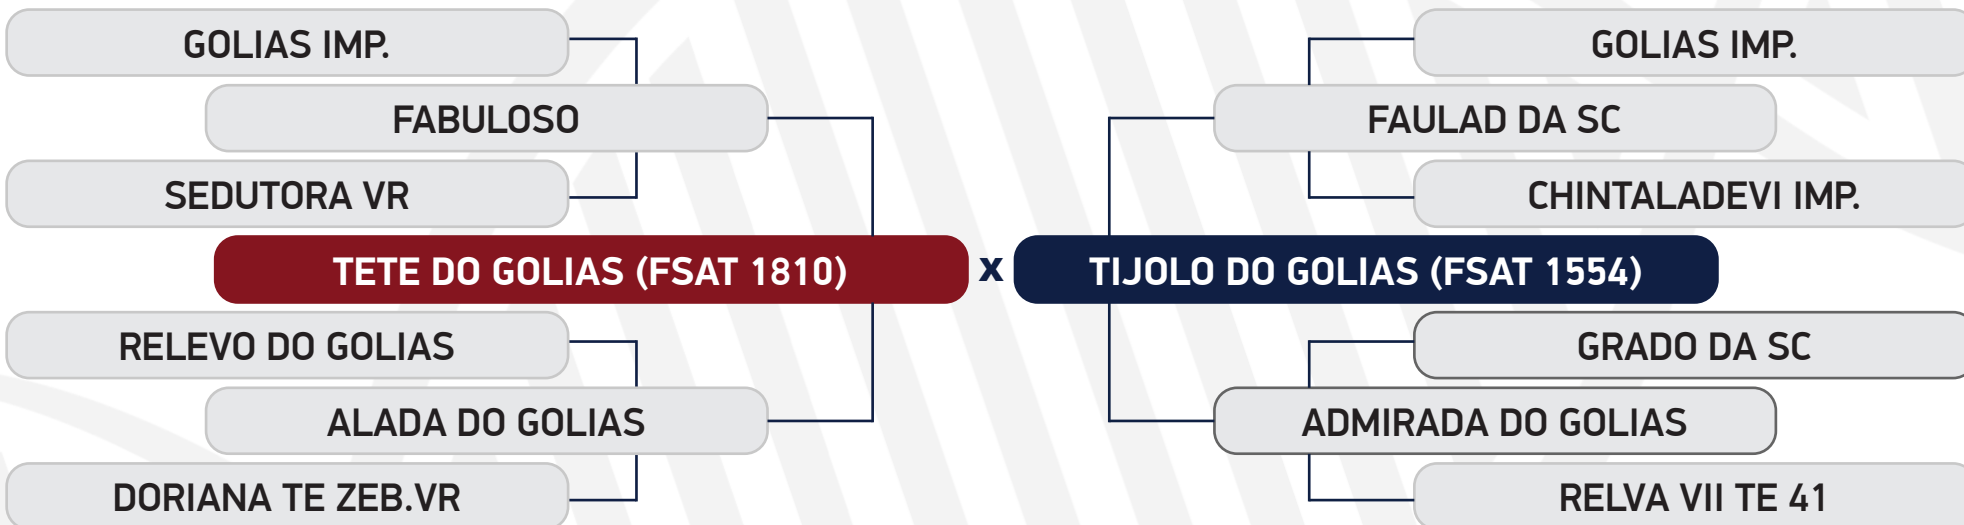 GOLIAS IMP.
GOLIAS IMP.
FABULOSO
FAULAD DA SC
SEDUTORA VR
CHINTALADEVI IMP.
TETE DO GOLIAS (FSAT 1810) x TIJOLO DO GOLIAS (FSAT 1554)
RELEVO DO GOLIAS
GRADO DA SC
ALADA DO GOLIAS
ADMIRADA DO GOLIAS
DORIANA TE ZEB.VR
RELVA VII TE 41